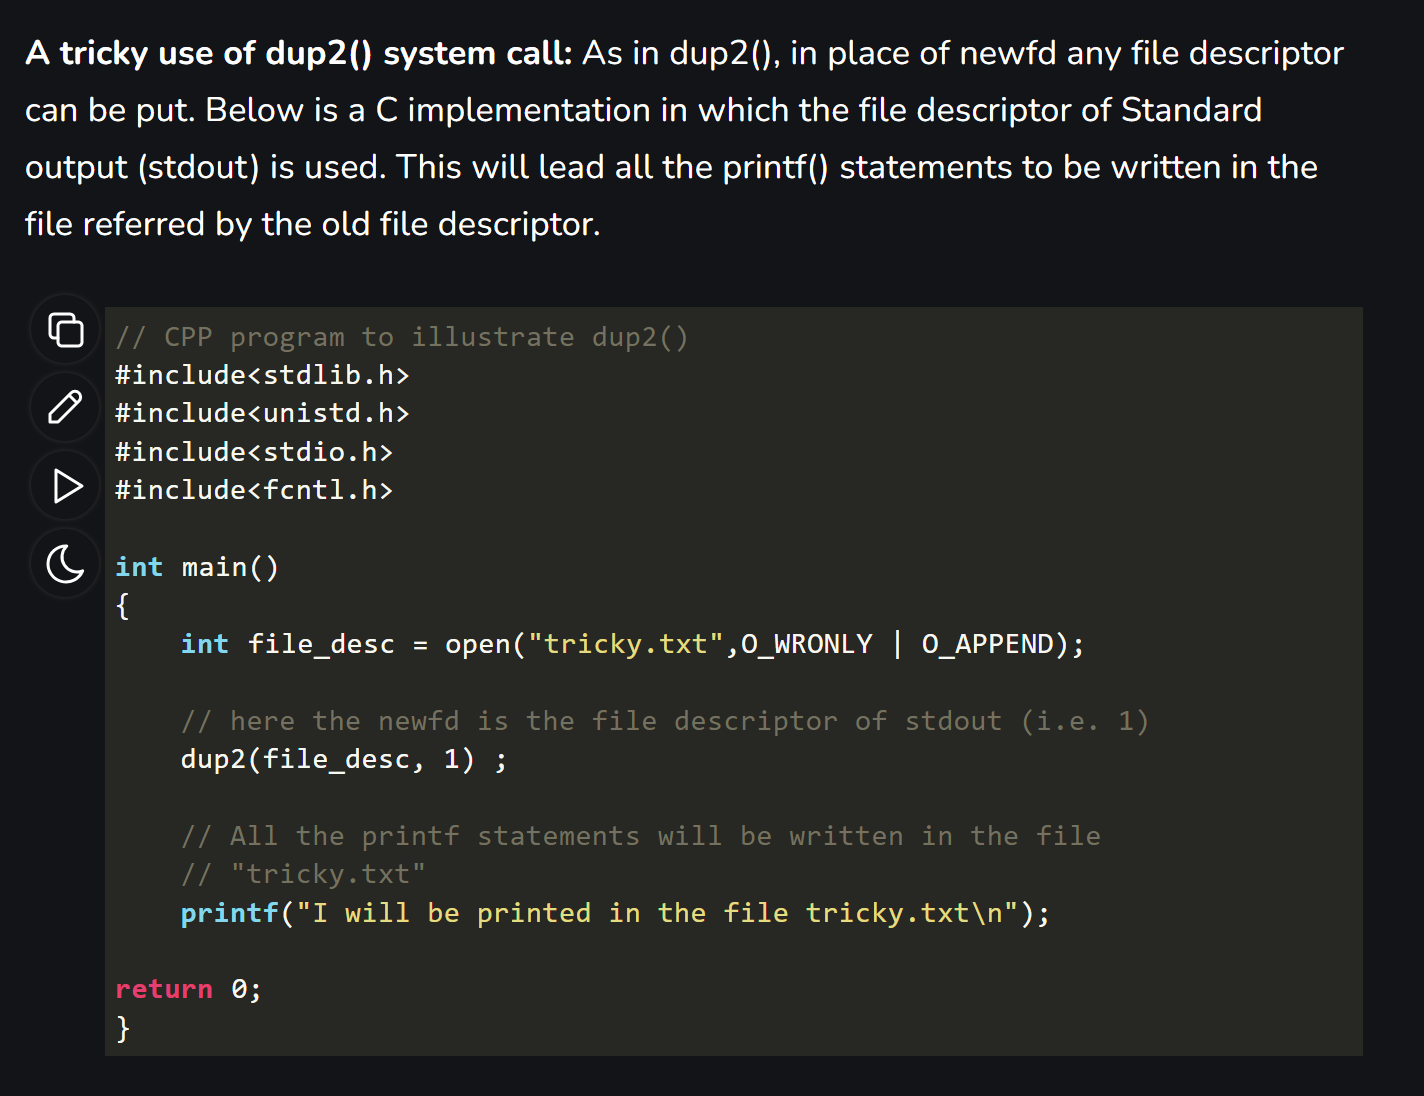 A tricky use of dup2() system call: As in dup2(), in place of newfd any file descriptor
can be put. Below is a C implementation in which the file descriptor of Standard
output (stdout) is used. This will lead all the printf() statements to be written in the
file referred by the old file descriptor.
// CPP program to illustrate dup2()
#include<stdlib.h>
#include<unistd.h>
#include<stdio.h>
#include<fcntl.h>
int main()
{
    int file_desc = open("tricky.txt",O_WRONLY | O_APPEND);
    // here the newfd is the file descriptor of stdout (i.e. 1)
    dup2(file_desc, 1) ;
    // All the printf statements will be written in the file
    // "tricky.txt"
    printf("I will be printed in the file tricky.txt\n");
return 0;
}